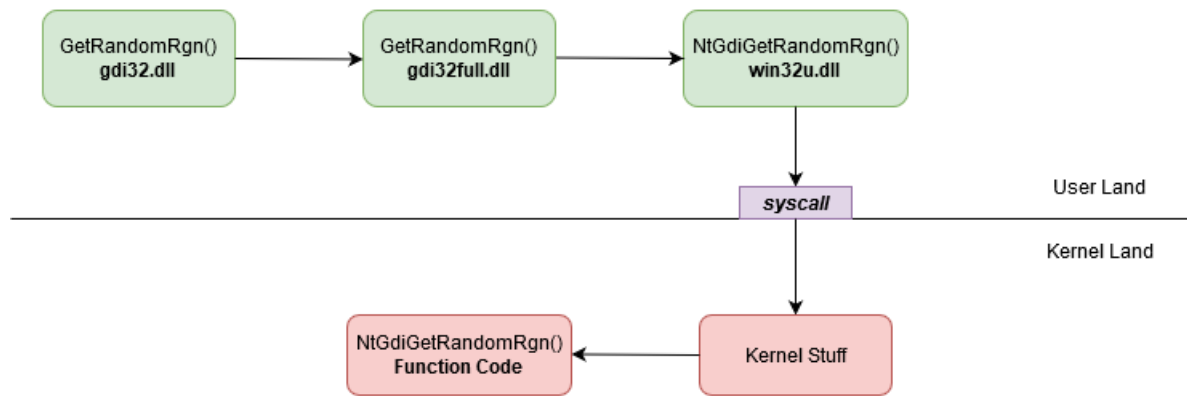 GetRandomRgn()
gdi32.dll
GetRandomRgn()
gdi32full.dll
NtGdiGetRandomRgn()
win32u.dll
syscall
User Land
Kernel Land
NtGdiGetRandomRgn()
Function Code
Kernel Stuff